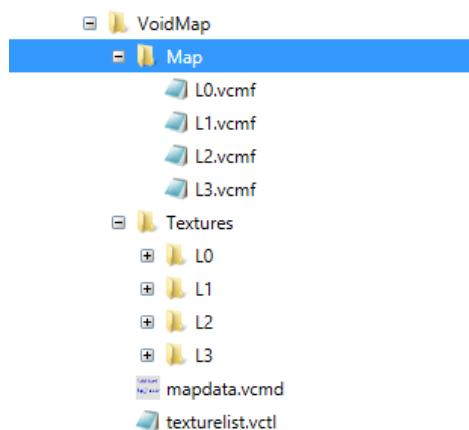 VoidMap
Map
L0.vcmf
L1.vcmf
L2.vcmf
L3.vcmf
Textures
L0
L1
L2
L3
mapdata.vcmd
texturelist.vctl